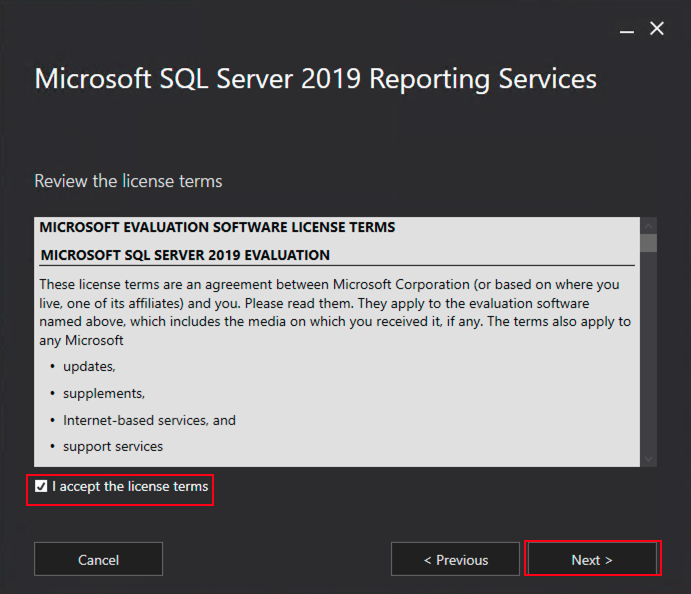 Microsoft SQL Server 2019 Reporting Services
Review the license terms
MICROSOFT EVALUATION SOFTWARE LICENSE TERMS
MICROSOFT SQL SERVER 2019 EVALUATION
These license terms are an agreement between Microsoft Corporation (or based on where you
live, one of its affiliates) and you. Please read them. They apply to the evaluation software
named above, which includes the media on which you received it, if any. The terms also apply to
any Microsoft
• updates,
• supplements,
• Internet-based services, and
• support services
I accept the license terms
Cancel
< Previous
Next >